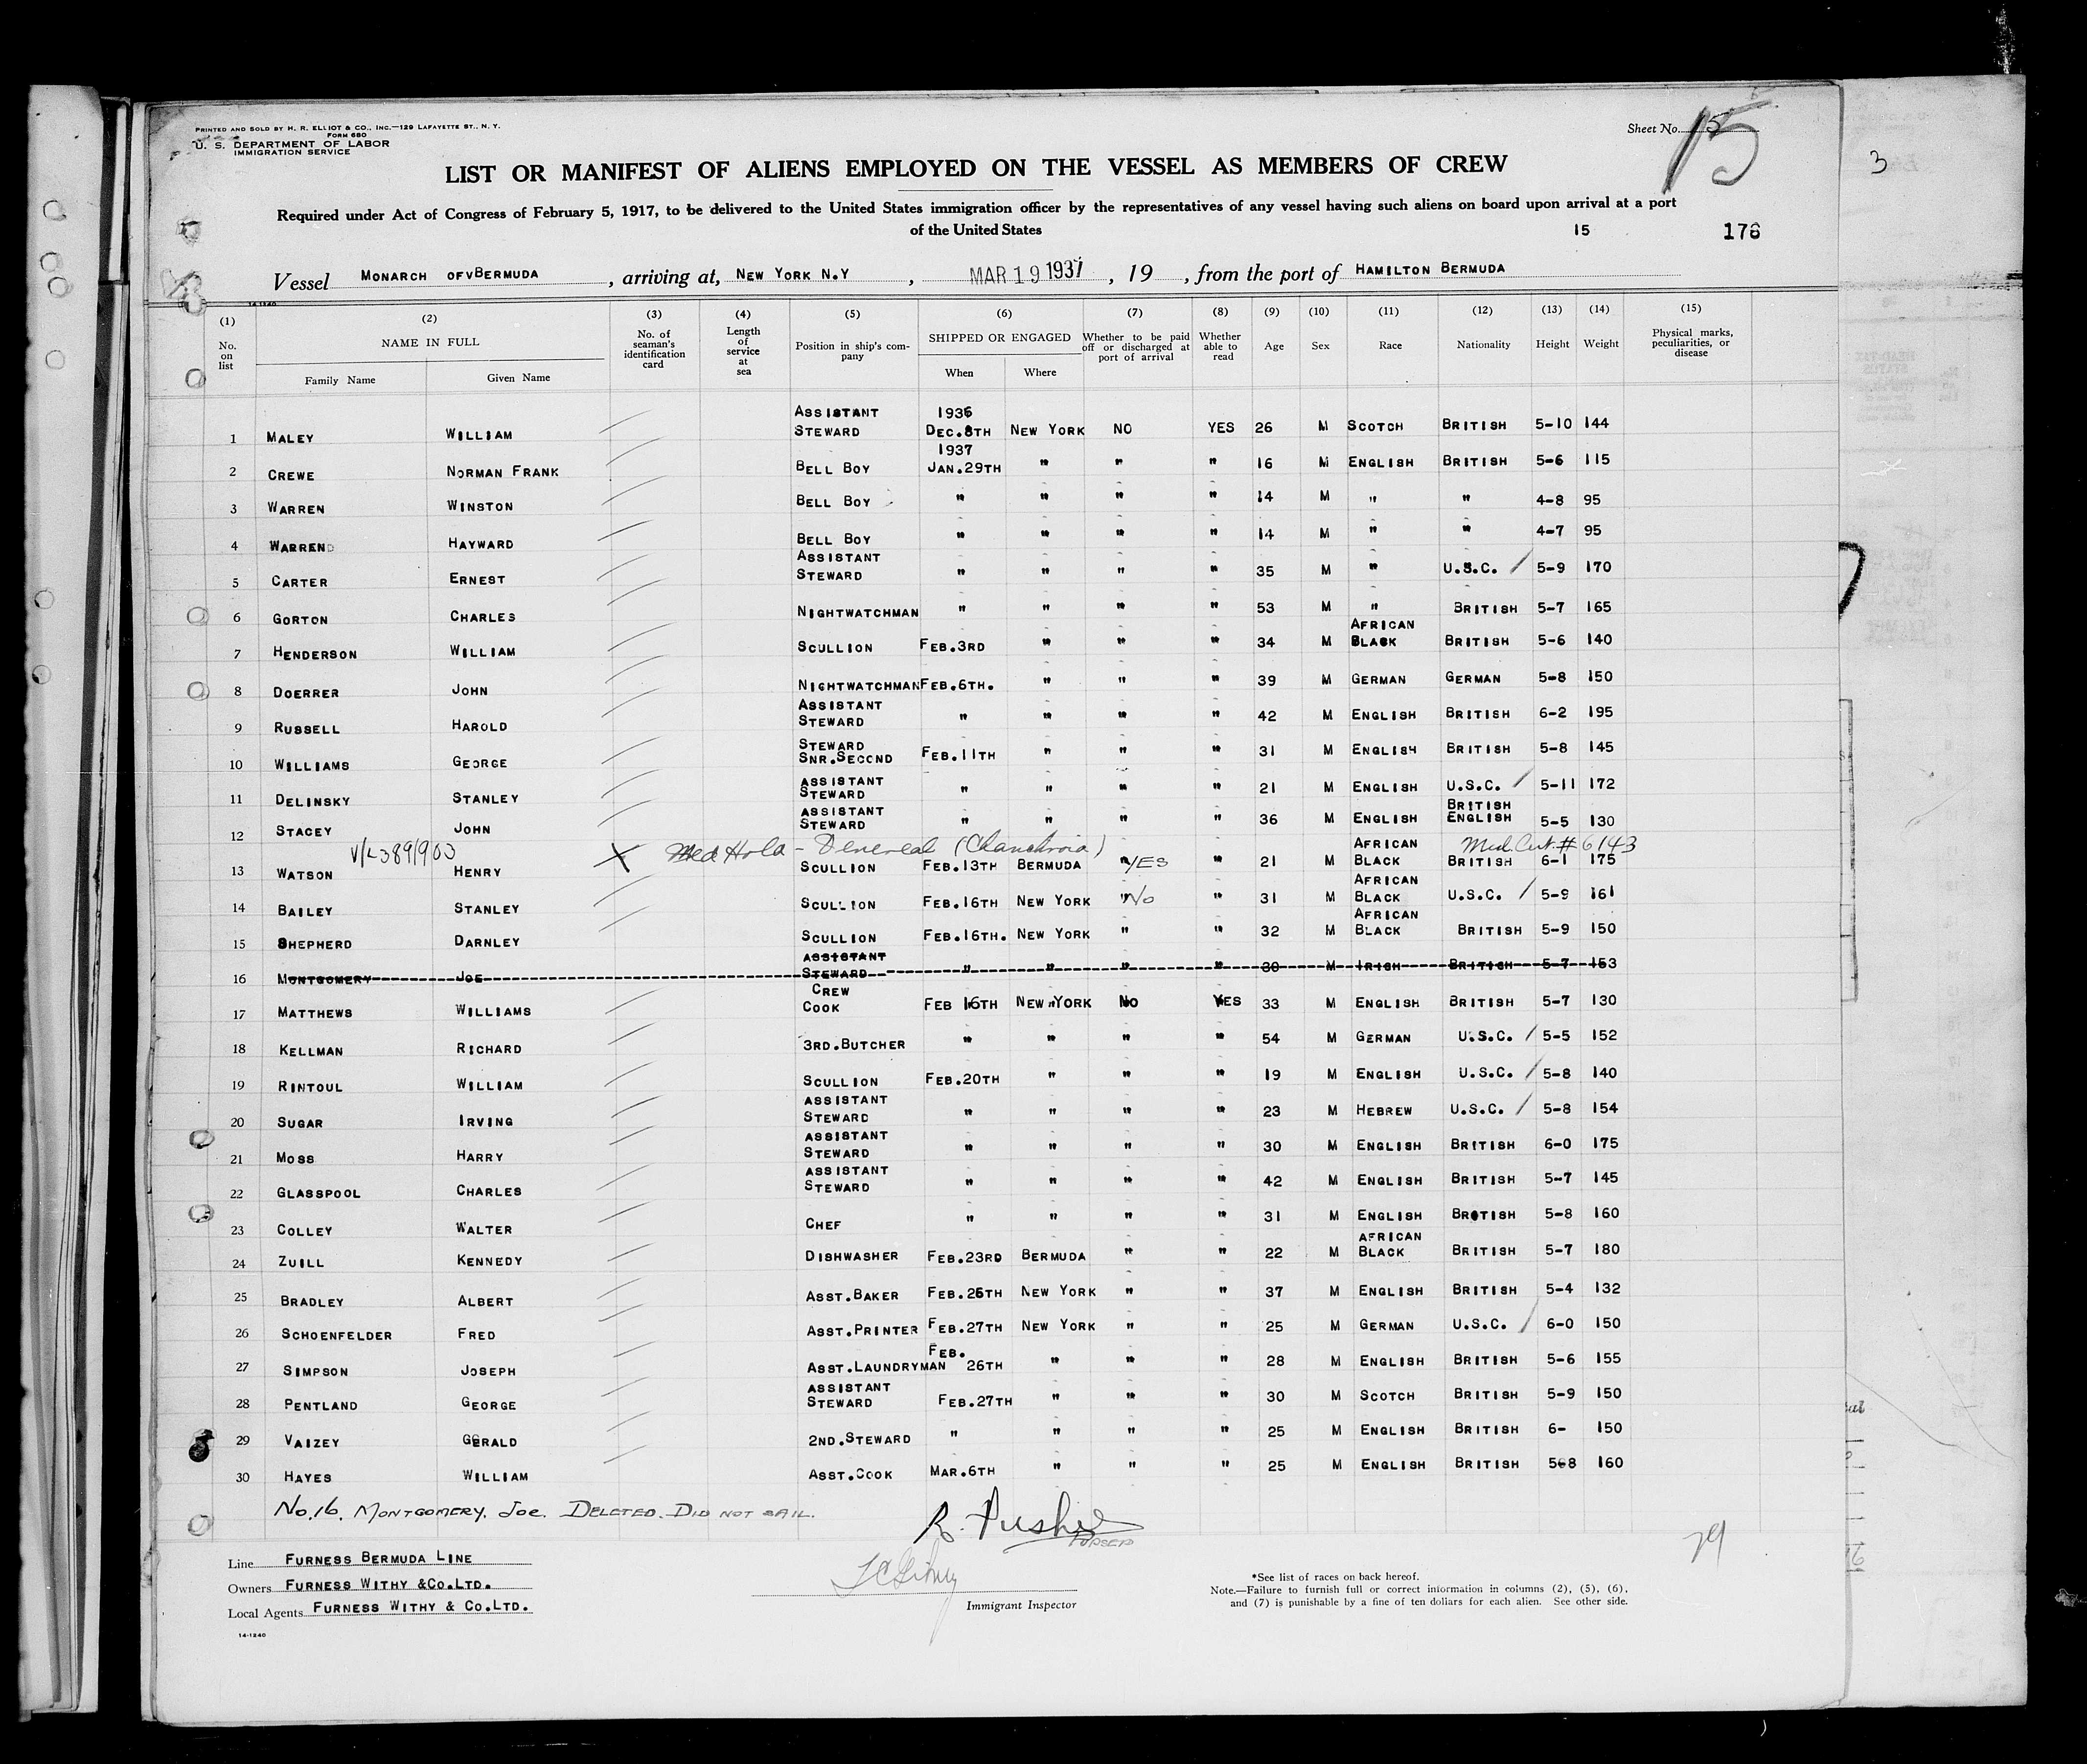 PRINTED AND SOLD BY H. R. ELLIOT & CO., INC.—129 LAFAYETTE ST., N. Y.
FORM 680
U. S. DEPARTMENT OF LABOR
IMMIGRATION SERVICE
Sheet No. 5
15
3
LIST OR MANIFEST OF ALIENS EMPLOYED ON THE VESSEL AS MEMBERS OF CREW
Required under Act of Congress of February 5, 1917, to be delivered to the United States immigration officer by the representatives of any vessel having such aliens on board upon arrival at a port
of the United States
15 176
Vessel MONARCH OFVBERMUDA , arriving at, NEW YORK N.Y , MAR 19 1937 , 19 , from the port of HAMILTON BERMUDA
14-1240
(1) No. on list (2) NAME IN FULL Family Name Given Name (3) No. of seaman's identification card (4) Length of service at sea (5) Position in ship's company (6) SHIPPED OR ENGAGED When Where (7) Whether to be paid off or discharged at port of arrival (8) Whether able to read (9) Age (10) Sex (11) Race (12) Nationality (13) Height (14) Weight (15) Physical marks, peculiarities, or disease
1 MALEY WILLIAM ASSISTANT STEWARD 1936 DEC.8TH NEW YORK NO YES 26 M SCOTCH BRITISH 5-10 144
2 CREWE NORMAN FRANK BELL BOY 1937 JAN.29TH " " " 16 M ENGLISH BRITISH 5-6 115
3 WARREN WINSTON BELL BOY " " " " 14 M " " 4-8 95
4 WARREN HAYWARD BELL BOY " " " " 14 M " " 4-7 95
5 CARTER ERNEST ASSISTANT STEWARD " " " " 35 M " U.S.C. / 5-9 170
6 GORTON CHARLES NIGHTWATCHMAN " " " " 53 M " BRITISH 5-7 165
7 HENDERSON WILLIAM SCULLION FEB.3RD " " " 34 M AFRICAN BLACK BRITISH 5-6 140
8 DOERRER JOHN NIGHTWATCHMAN FEB.6TH. " " " 39 M GERMAN GERMAN 5-8 150
9 RUSSELL HAROLD ASSISTANT STEWARD " " " " 42 M ENGLISH BRITISH 6-2 195
10 WILLIAMS GEORGE STEWARD SNR.SECOND FEB.11TH " " " 31 M ENGLISH BRITISH 5-8 145
11 DELINSKY STANLEY ASSISTANT STEWARD " " " " 21 M ENGLISH U.S.C. / 5-11 172
12 STACEY JOHN ASSISTANT STEWARD " " " " 36 M ENGLISH BRITISH ENGLISH 5-5 130
V/L 389/903 X Med Hold - Venereal (Chanchroia) Med. Cert. # 6143
13 WATSON HENRY SCULLION FEB.13TH BERMUDA " YES " 21 M AFRICAN BLACK BRITISH 6-1 175
14 BAILEY STANLEY SCULLION FEB.16TH NEW YORK " No " 31 M AFRICAN BLACK U.S.C. / 5-9 161
15 SHEPHERD DARNLEY SCULLION FEB.16TH. NEW YORK " " 32 M AFRICAN BLACK BRITISH 5-9 150
16 MONTGOMERY JOE ASSISTANT STEWARD " " " " 30 M IRISH BRITISH 5-7 153
17 MATTHEWS WILLIAMS CREW COOK FEB 16TH NEW YORK NO YES 33 M ENGLISH BRITISH 5-7 130
18 KELLMAN RICHARD 3RD.BUTCHER " " " " 54 M GERMAN U.S.C. / 5-5 152
19 RINTOUL WILLIAM SCULLION FEB.20TH " " " 19 M ENGLISH U.S.C. / 5-8 140
20 SUGAR IRVING ASSISTANT STEWARD " " " " 23 M HEBREW U.S.C. / 5-8 154
21 MOSS HARRY ASSISTANT STEWARD " " " " 30 M ENGLISH BRITISH 6-0 175
22 GLASSPOOL CHARLES ASSISTANT STEWARD " " " " 42 M ENGLISH BRITISH 5-7 145
23 COLLEY WALTER CHEF " " " " 31 M ENGLISH BRITISH 5-8 160
24 ZUILL KENNEDY DISHWASHER FEB.23RD BERMUDA " " 22 M AFRICAN BLACK BRITISH 5-7 180
25 BRADLEY ALBERT ASST.BAKER FEB.26TH NEW YORK " " 37 M ENGLISH BRITISH 5-4 132
26 SCHOENFELDER FRED ASST.PRINTER FEB.27TH NEW YORK " " 25 M GERMAN U.S.C. / 6-0 150
27 SIMPSON JOSEPH ASST.LAUNDRYMAN FEB. 26TH " " " 28 M ENGLISH BRITISH 5-6 155
28 PENTLAND GEORGE ASSISTANT STEWARD FEB.27TH " " " 30 M SCOTCH BRITISH 5-9 150
29 VAIZEY GERALD 2ND.STEWARD " " " " 25 M ENGLISH BRITISH 6- 150
30 HAYES WILLIAM ASST.COOK MAR.6TH " " " 25 M ENGLISH BRITISH 5-8 160
No. 16. MONTGOMERY. Joe. DELETED. DID NOT SAIL.
PURSER
29
Line FURNESS BERMUDA LINE
Owners FURNESS WITHY &CO.LTD.
Local Agents FURNESS WITHY & CO.LTD.
14-1240
Immigrant Inspector
*See list of races on back hereof.
Note.—Failure to furnish full or correct information in columns (2), (5), (6),
and (7) is punishable by a fine of ten dollars for each alien. See other side.